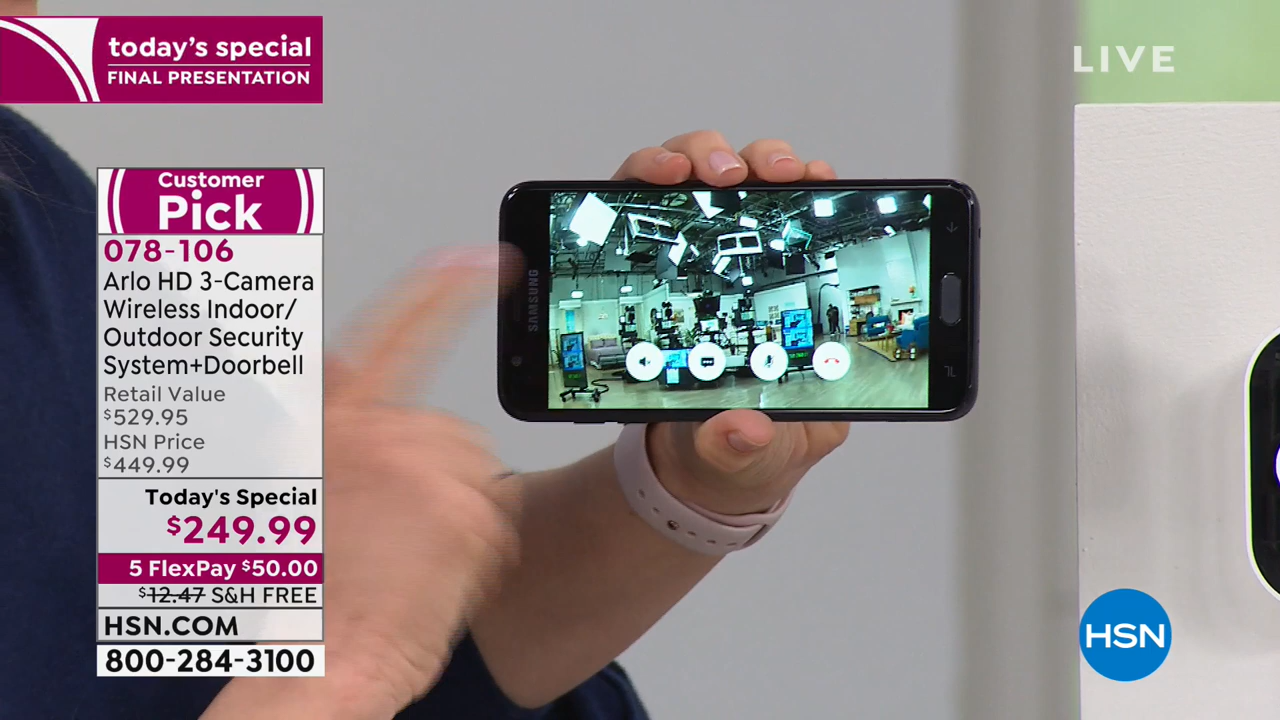 today's special
FINAL PRESENTATION
LIVE
Customer
Pick
078-106
Arlo HD 3-Camera
Wireless Indoor/
Outdoor Security
System+Doorbell
Retail Value
$529.95
HSN Price
$449.99
Today's Special
$249.99
5 FlexPay $50.00
$12.47 S&H FREE
HSN.COM
800-284-3100
SAMSUNG
HSN